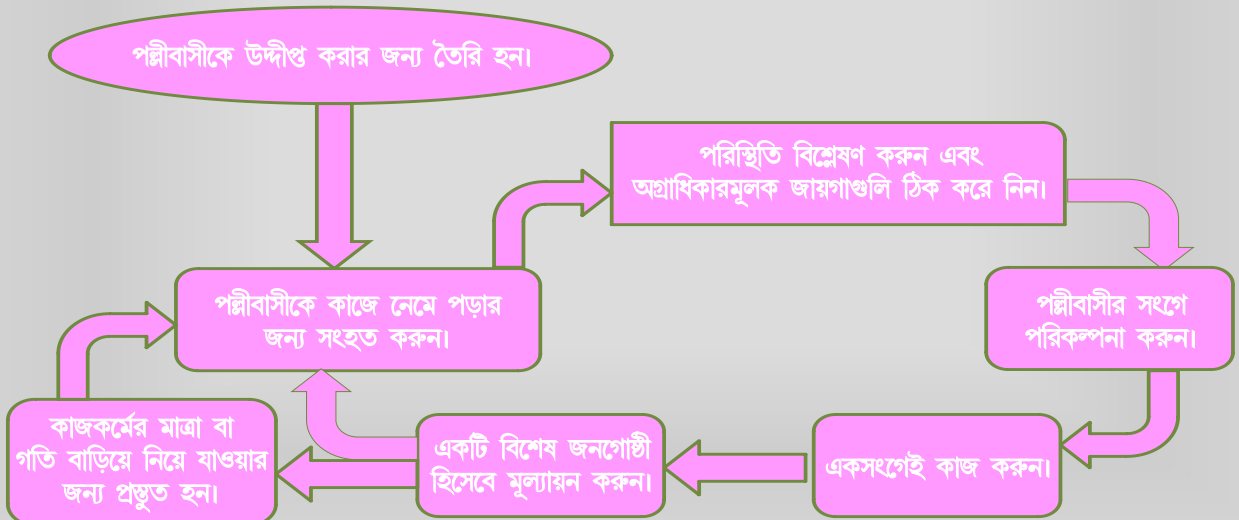 পল্লীবাসীকে উদ্দীপ্ত করার জন্য তৈরি হন।
পরিস্থিতি বিশ্লেষণ করুন এবং
অগ্রাধিকারমূলক জায়গাগুলি ঠিক করে নিন।
পল্লীবাসীকে কাজে নেমে পড়ার
জন্য সংহত করুন।
পল্লীবাসীর সংগে
পরিকল্পনা করুন।
কাজকর্মের মাত্রা বা
গতি বাড়িয়ে নিয়ে যাওয়ার
জন্য প্রস্তুত হন।
একটি বিশেষ জনগোষ্ঠী
হিসেবে মূল্যায়ন করুন।
একসংগেই কাজ করুন।